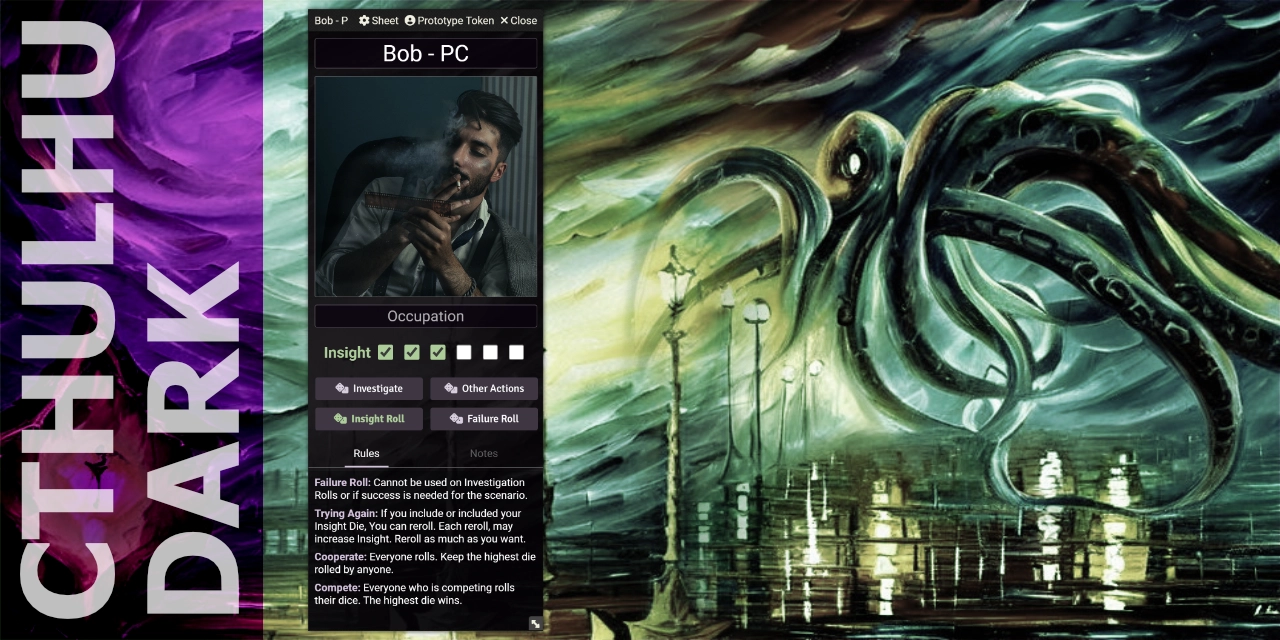 CTHULHU
DARK
Bob - P Sheet Prototype Token Close
Bob - PC
Occupation
Insight
Investigate Other Actions
Insight Roll Failure Roll
Rules Notes
Failure Roll: Cannot be used on Investigation
Rolls or if success is needed for the scenario.
Trying Again: If you include or included your
Insight Die, You can reroll. Each reroll, may
increase Insight. Reroll as much as you want.
Cooperate: Everyone rolls. Keep the highest die
rolled by anyone.
Compete: Everyone who is competing rolls
their dice. The highest die wins.